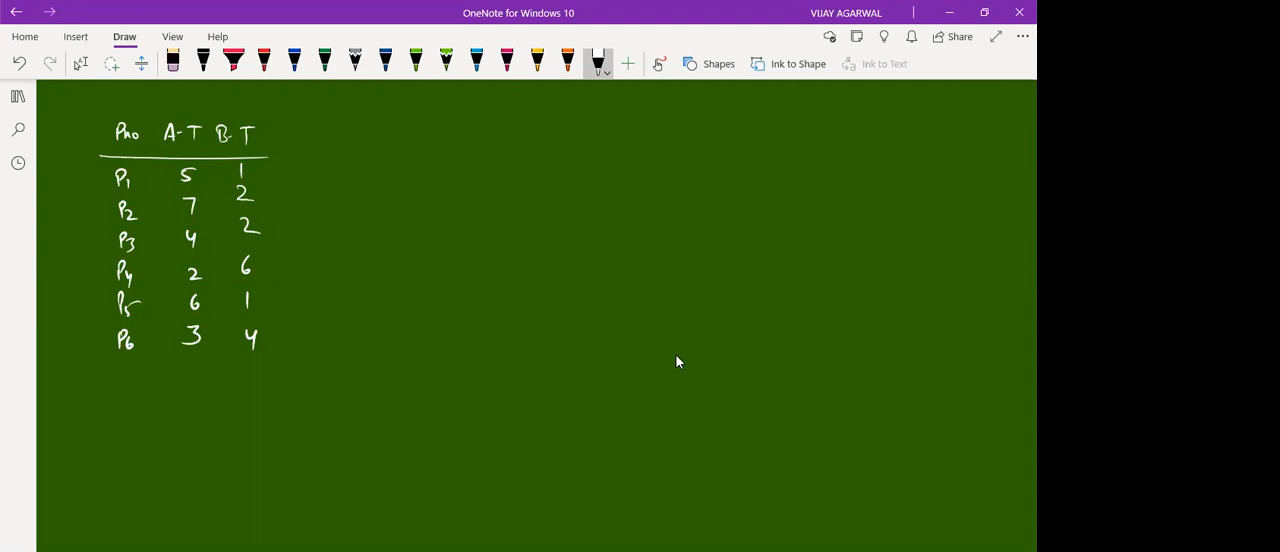 OneNote for Windows 10
VIJAY AGARWAL
Home Insert Draw View Help
Share
Shapes Ink to Shape Ink to Text
Pno A-T B-T
P1 5 1
P2 7 2
P3 4 2
P4 2 6
P5 6 1
P6 3 4